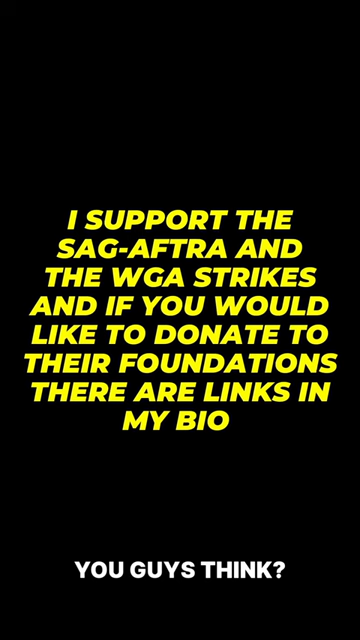 I SUPPORT THE
SAG-AFTRA AND
THE WGA STRIKES
AND IF YOU WOULD
LIKE TO DONATE TO
THEIR FOUNDATIONS
THERE ARE LINKS IN
MY BIO
YOU GUYS THINK?